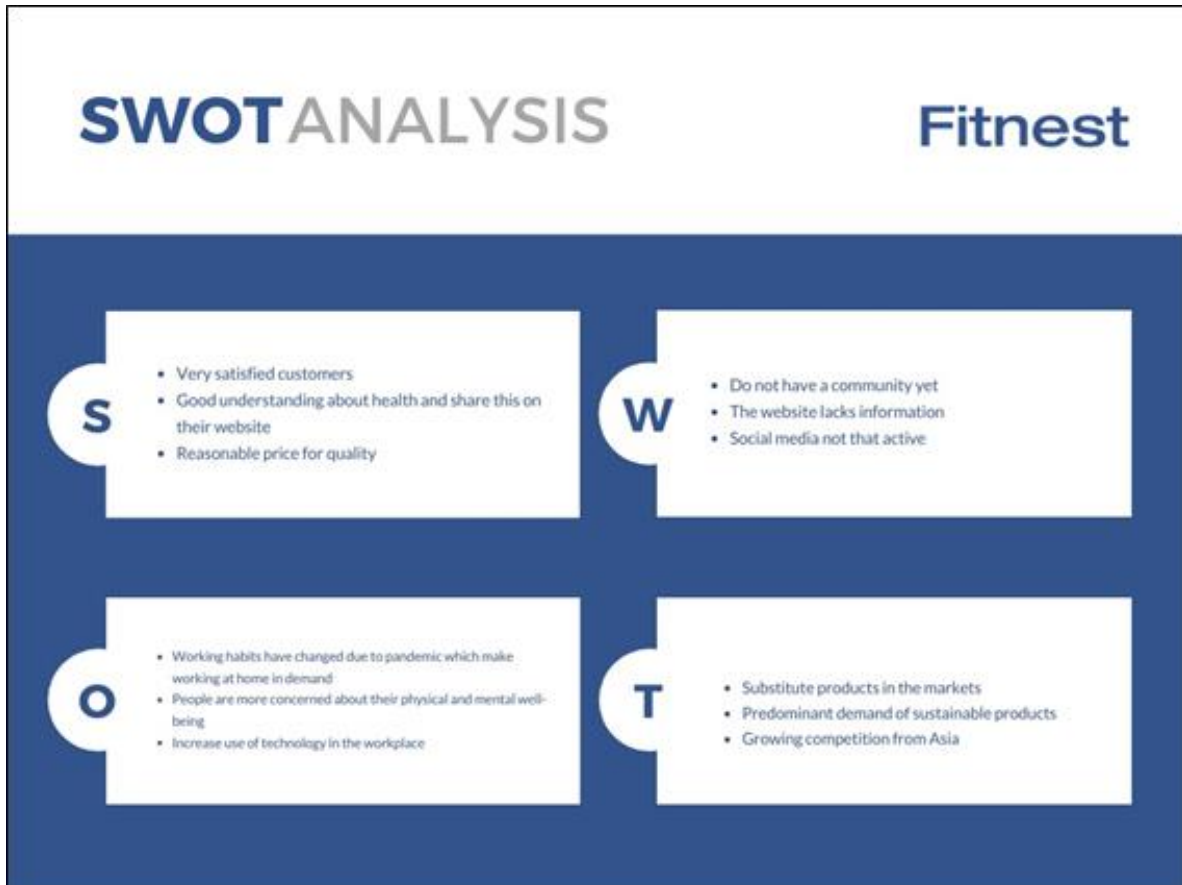 SWOT ANALYSIS
Fitnest
S
• Very satisfied customers
• Good understanding about health and share this on
their website
• Reasonable price for quality
W
• Do not have a community yet
• The website lacks information
• Social media not that active
O
• Working habits have changed due to pandemic which make
working at home in demand
• People are more concerned about their physical and mental well-
being
• Increase use of technology in the workplace
T
• Substitute products in the markets
• Predominant demand of sustainable products
• Growing competition from Asia